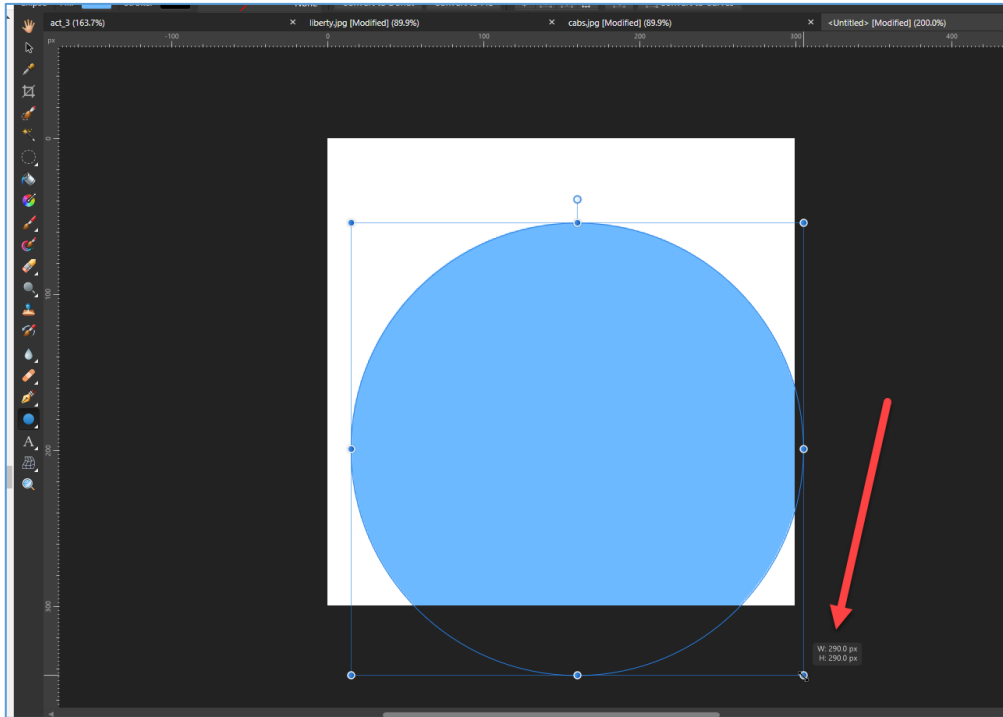 act_3 (163.7%) × liberty.jpg [Modified] (89.9%) × cabs.jpg [Modified] (89.9%) × <Untitled> [Modified] (200.0%)
px -100 0 100 200 300 400
0
100
200
300
W: 290.0 px
H: 290.0 px